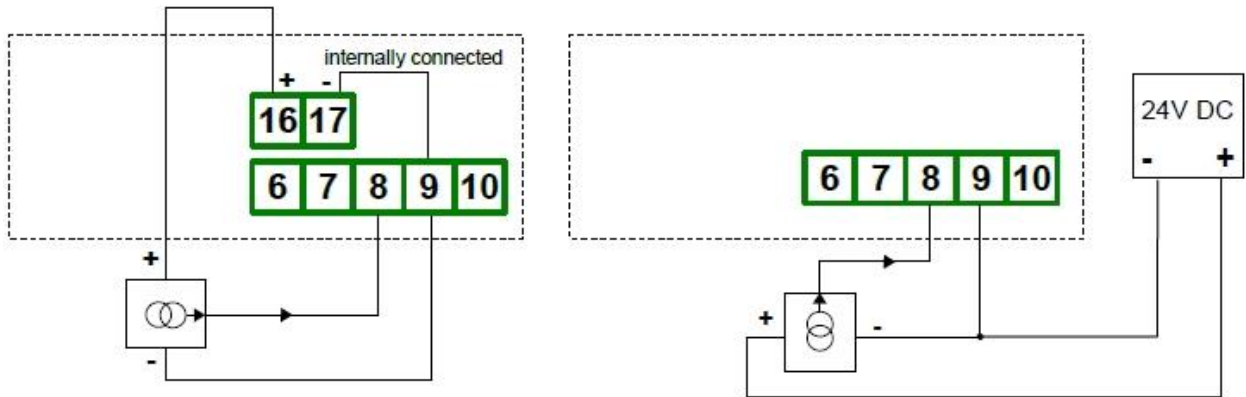 internally connected
+ -
16 17
6 7 8 9 10
+
-
24V DC
- +
6 7 8 9 10
+ -